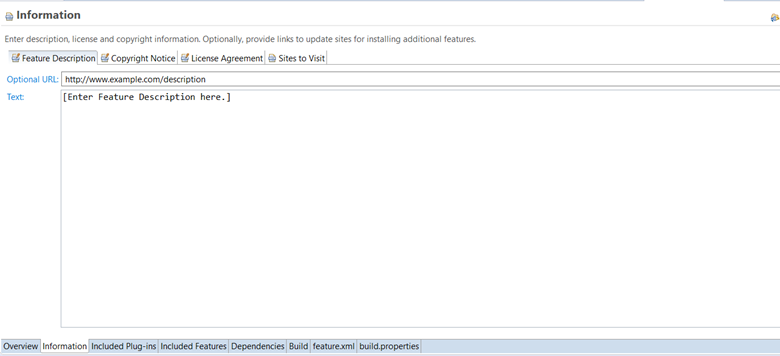 Information
Enter description, license and copyright information. Optionally, provide links to update sites for installing additional features.
Feature Description Copyright Notice License Agreement Sites to Visit
Optional URL: http://www.example.com/description
Text: [Enter Feature Description here.]
Overview Information Included Plug-ins Included Features Dependencies Build feature.xml build.properties